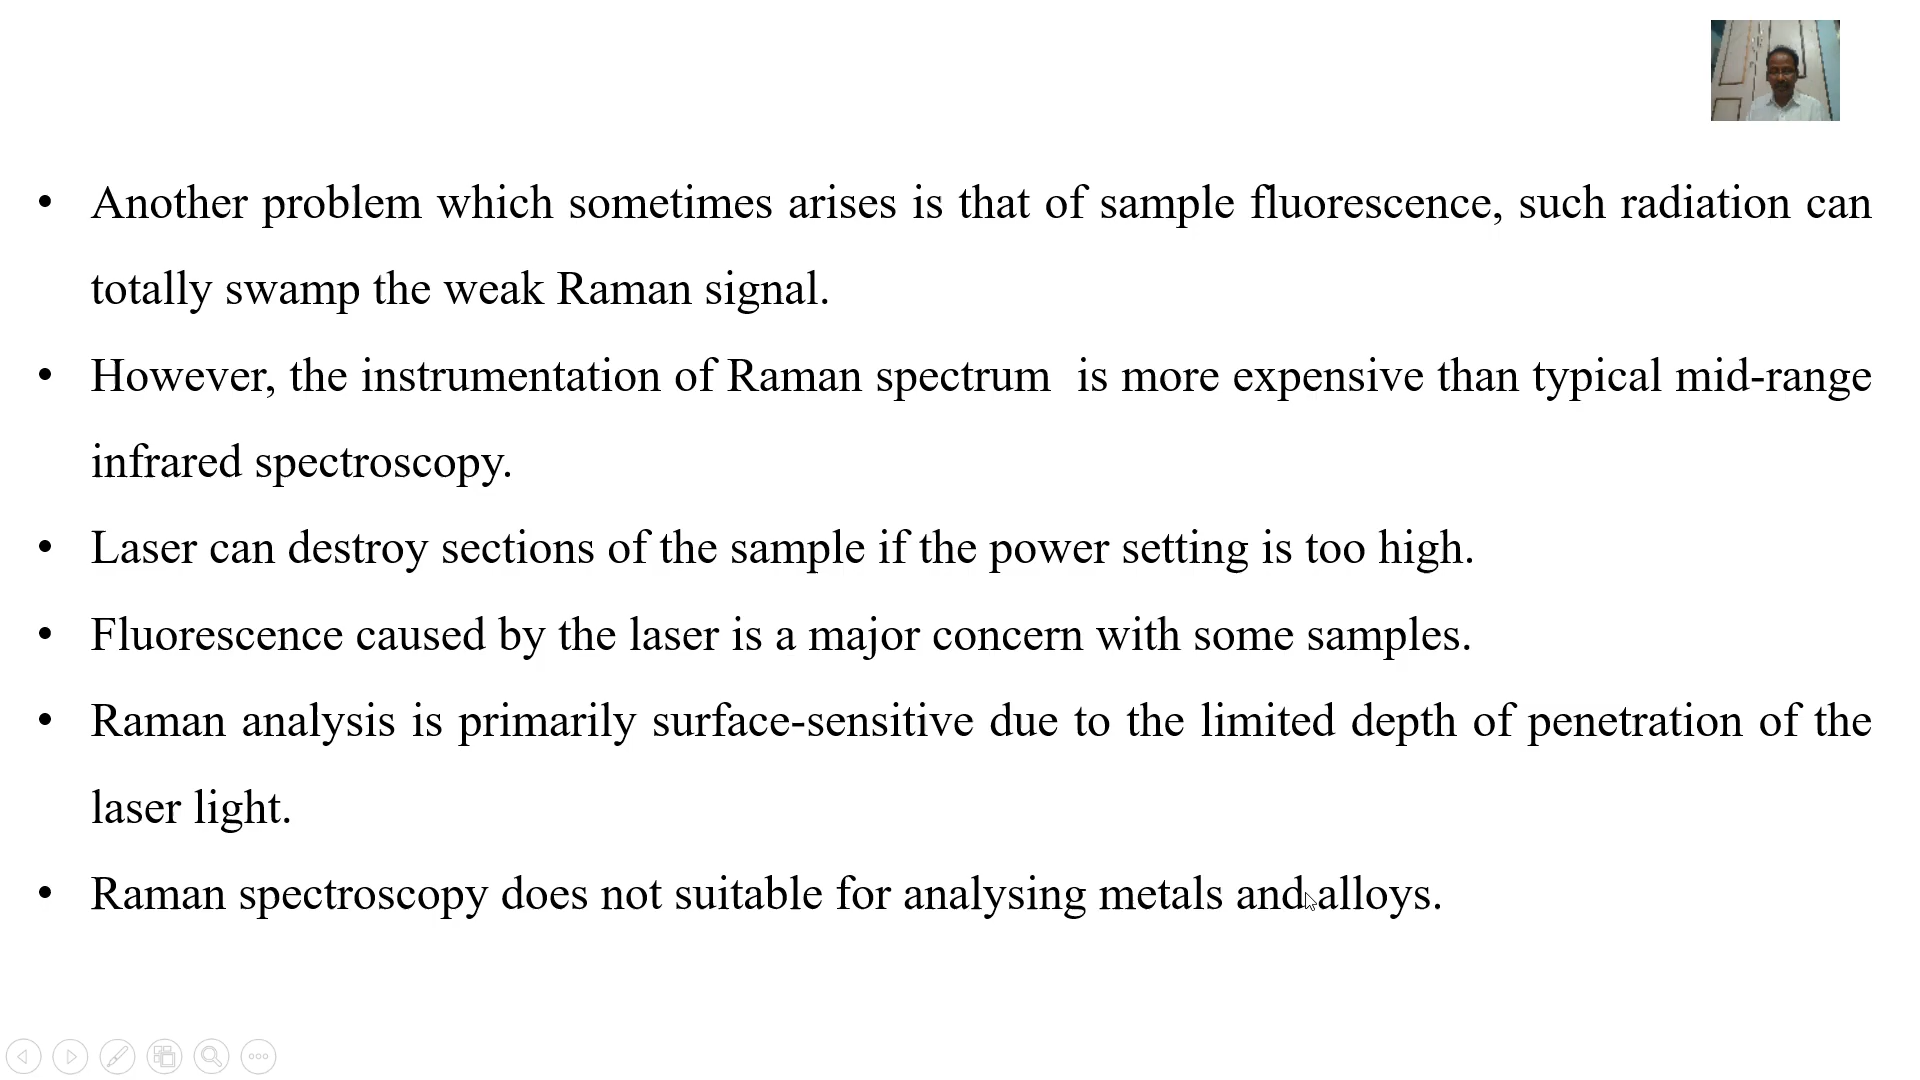 • Another problem which sometimes arises is that of sample fluorescence, such radiation can
totally swamp the weak Raman signal.
• However, the instrumentation of Raman spectrum  is more expensive than typical mid-range
infrared spectroscopy.
• Laser can destroy sections of the sample if the power setting is too high.
• Fluorescence caused by the laser is a major concern with some samples.
• Raman analysis is primarily surface-sensitive due to the limited depth of penetration of the
laser light.
• Raman spectroscopy does not suitable for analysing metals and alloys.